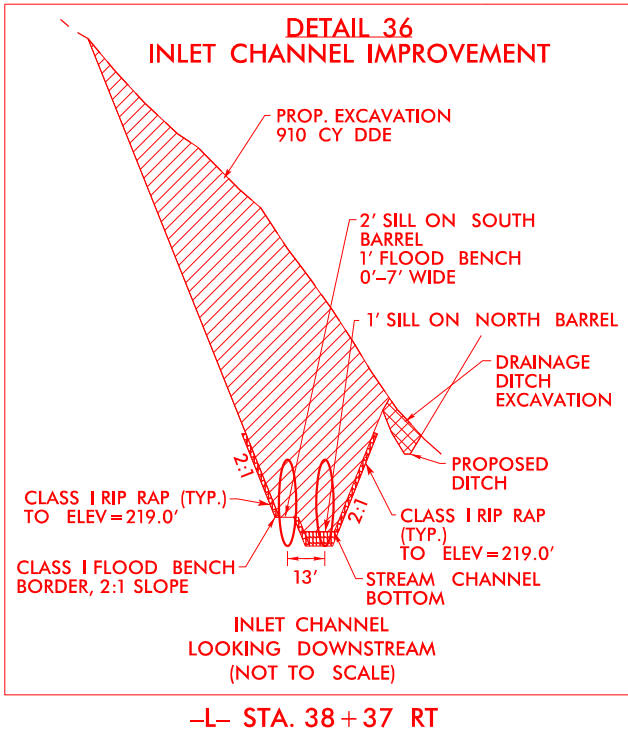 DETAIL 36
INLET CHANNEL IMPROVEMENT
PROP. EXCAVATION
910 CY DDE
2' SILL ON SOUTH
BARREL
1' FLOOD BENCH
0'-7' WIDE
1' SILL ON NORTH BARREL
DRAINAGE
DITCH
EXCAVATION
PROPOSED
DITCH
2:1
2:1
CLASS I RIP RAP (TYP.)
TO ELEV=219.0'
CLASS I RIP RAP
(TYP.)
TO ELEV=219.0'
CLASS I FLOOD BENCH
BORDER, 2:1 SLOPE
13'
STREAM CHANNEL
BOTTOM
INLET CHANNEL
LOOKING DOWNSTREAM
(NOT TO SCALE)
-L- STA. 38+37 RT